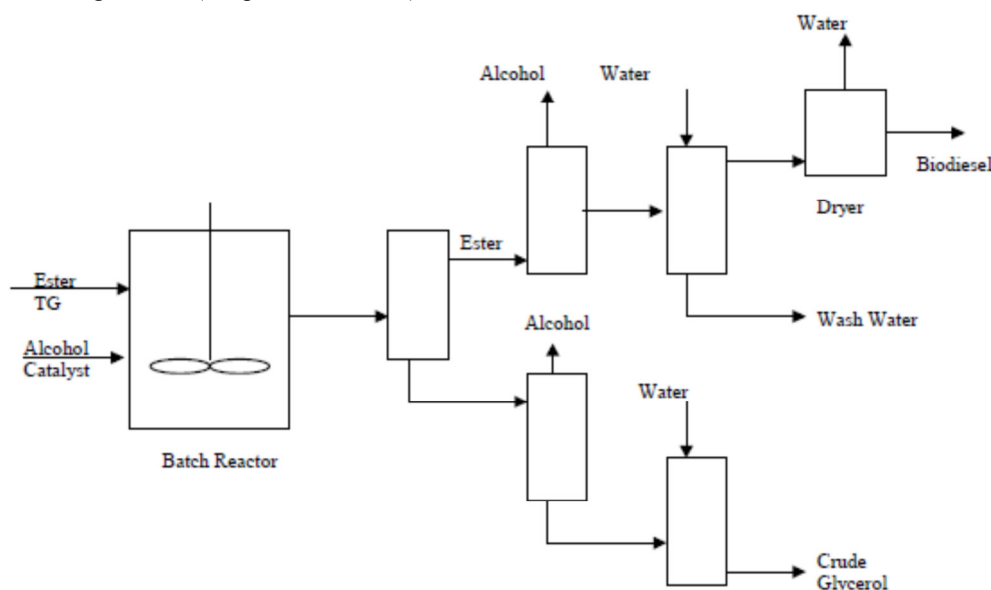 Water
Alcohol
Water
Biodiesel
Dryer
Ester
Ester
TG
Wash Water
Alcohol
Alcohol
Catalyst
Water
Batch Reactor
Crude
Glycerol